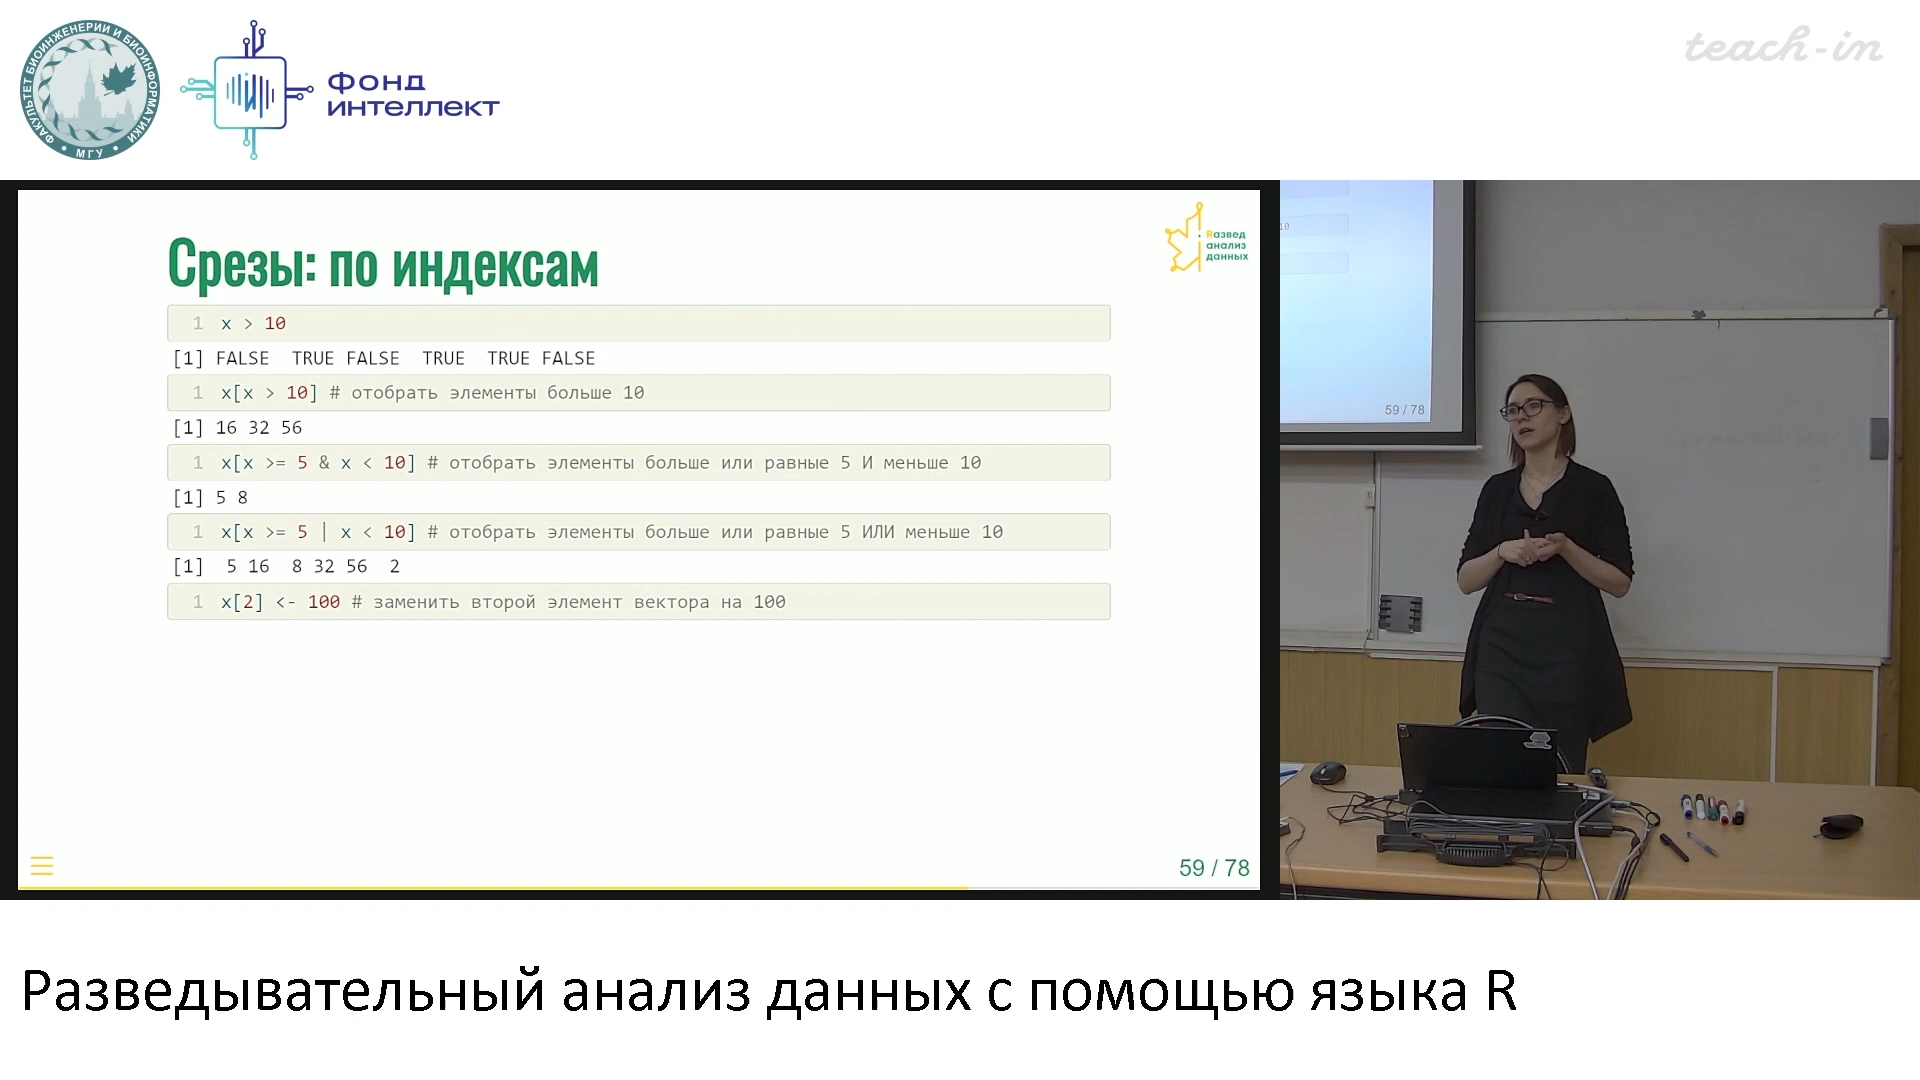 ФАКУЛЬТЕТ БИОИНЖЕНЕРИИ И БИОИНФОРМАТИКИ
• МГУ •
ФОНД
ИНТЕЛЛЕКТ
teach-in
Срезы: по индексам
Rазвед
анализ
данных
1 x > 10
[1] FALSE  TRUE FALSE  TRUE  TRUE FALSE
1 x[x > 10] # отобрать элементы больше 10
[1] 16 32 56
1 x[x >= 5 & x < 10] # отобрать элементы больше или равные 5 И меньше 10
[1] 5 8
1 x[x >= 5 | x < 10] # отобрать элементы больше или равные 5 ИЛИ меньше 10
[1]  5 16  8 32 56  2
1 x[2] <- 100 # заменить второй элемент вектора на 100
59 / 78
10
59 / 78
Разведывательный анализ данных с помощью языка R